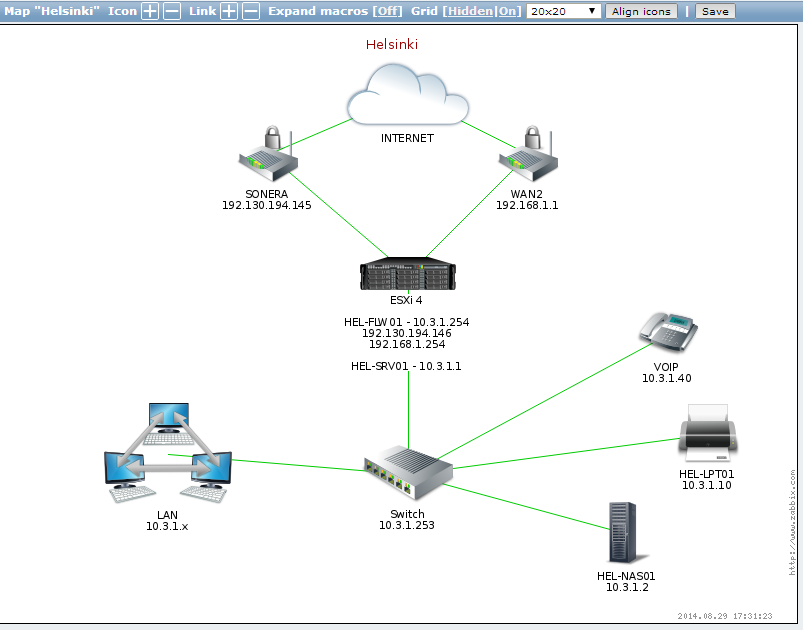 Map "Helsinki" Icon + − Link + − Expand macros [Off] Grid [Hidden|On] 20x20 ▼ Align icons | Save
Helsinki
INTERNET
SONERA
192.130.194.145
WAN2
192.168.1.1
ESXi 4
HEL-FLW01 - 10.3.1.254
192.130.194.146
192.168.1.254
HEL-SRV01 - 10.3.1.1
VOIP
10.3.1.40
HEL-LPT01
10.3.1.10
LAN
10.3.1.x
Switch
10.3.1.253
HEL-NAS01
10.3.1.2
http://www.zabbix.com
2014.08.29 17:31:23